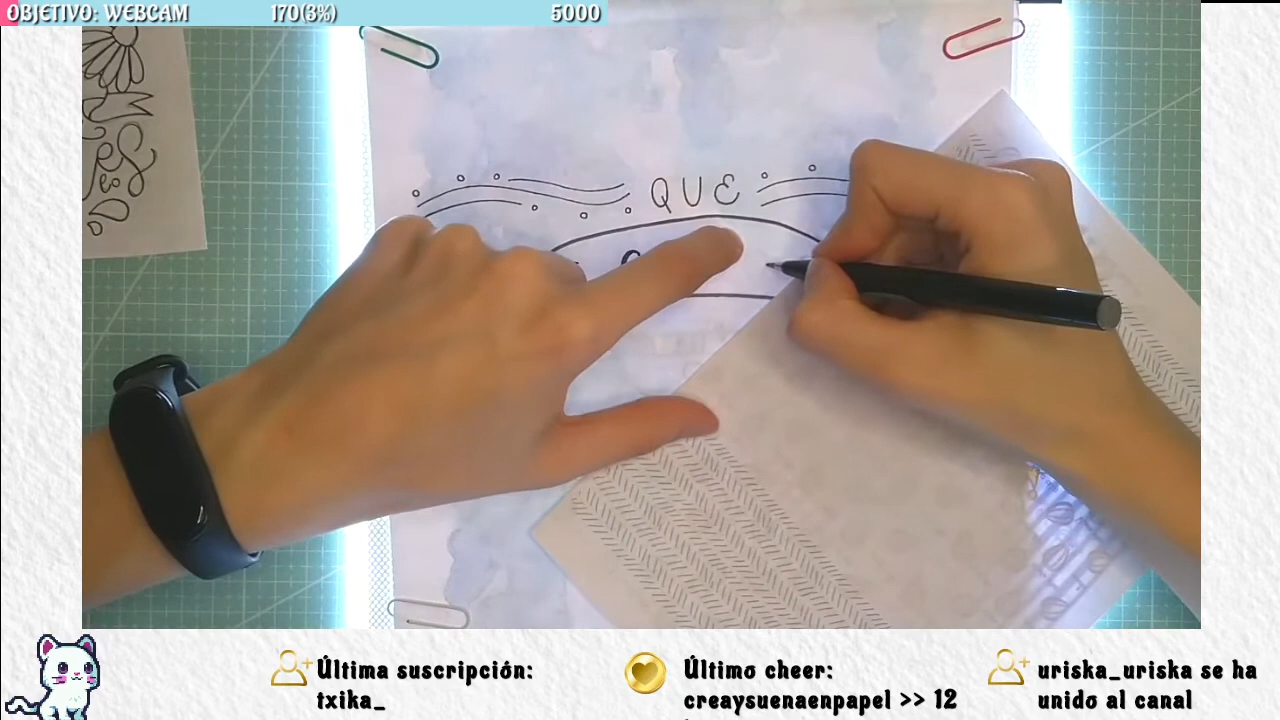 OBJETIVO: WEBCAM 170(3%) 5000
QUE
Última suscripción:
txika_
Último cheer:
creaysuenaenpapel >> 12
uriska_uriska se ha
unido al canal